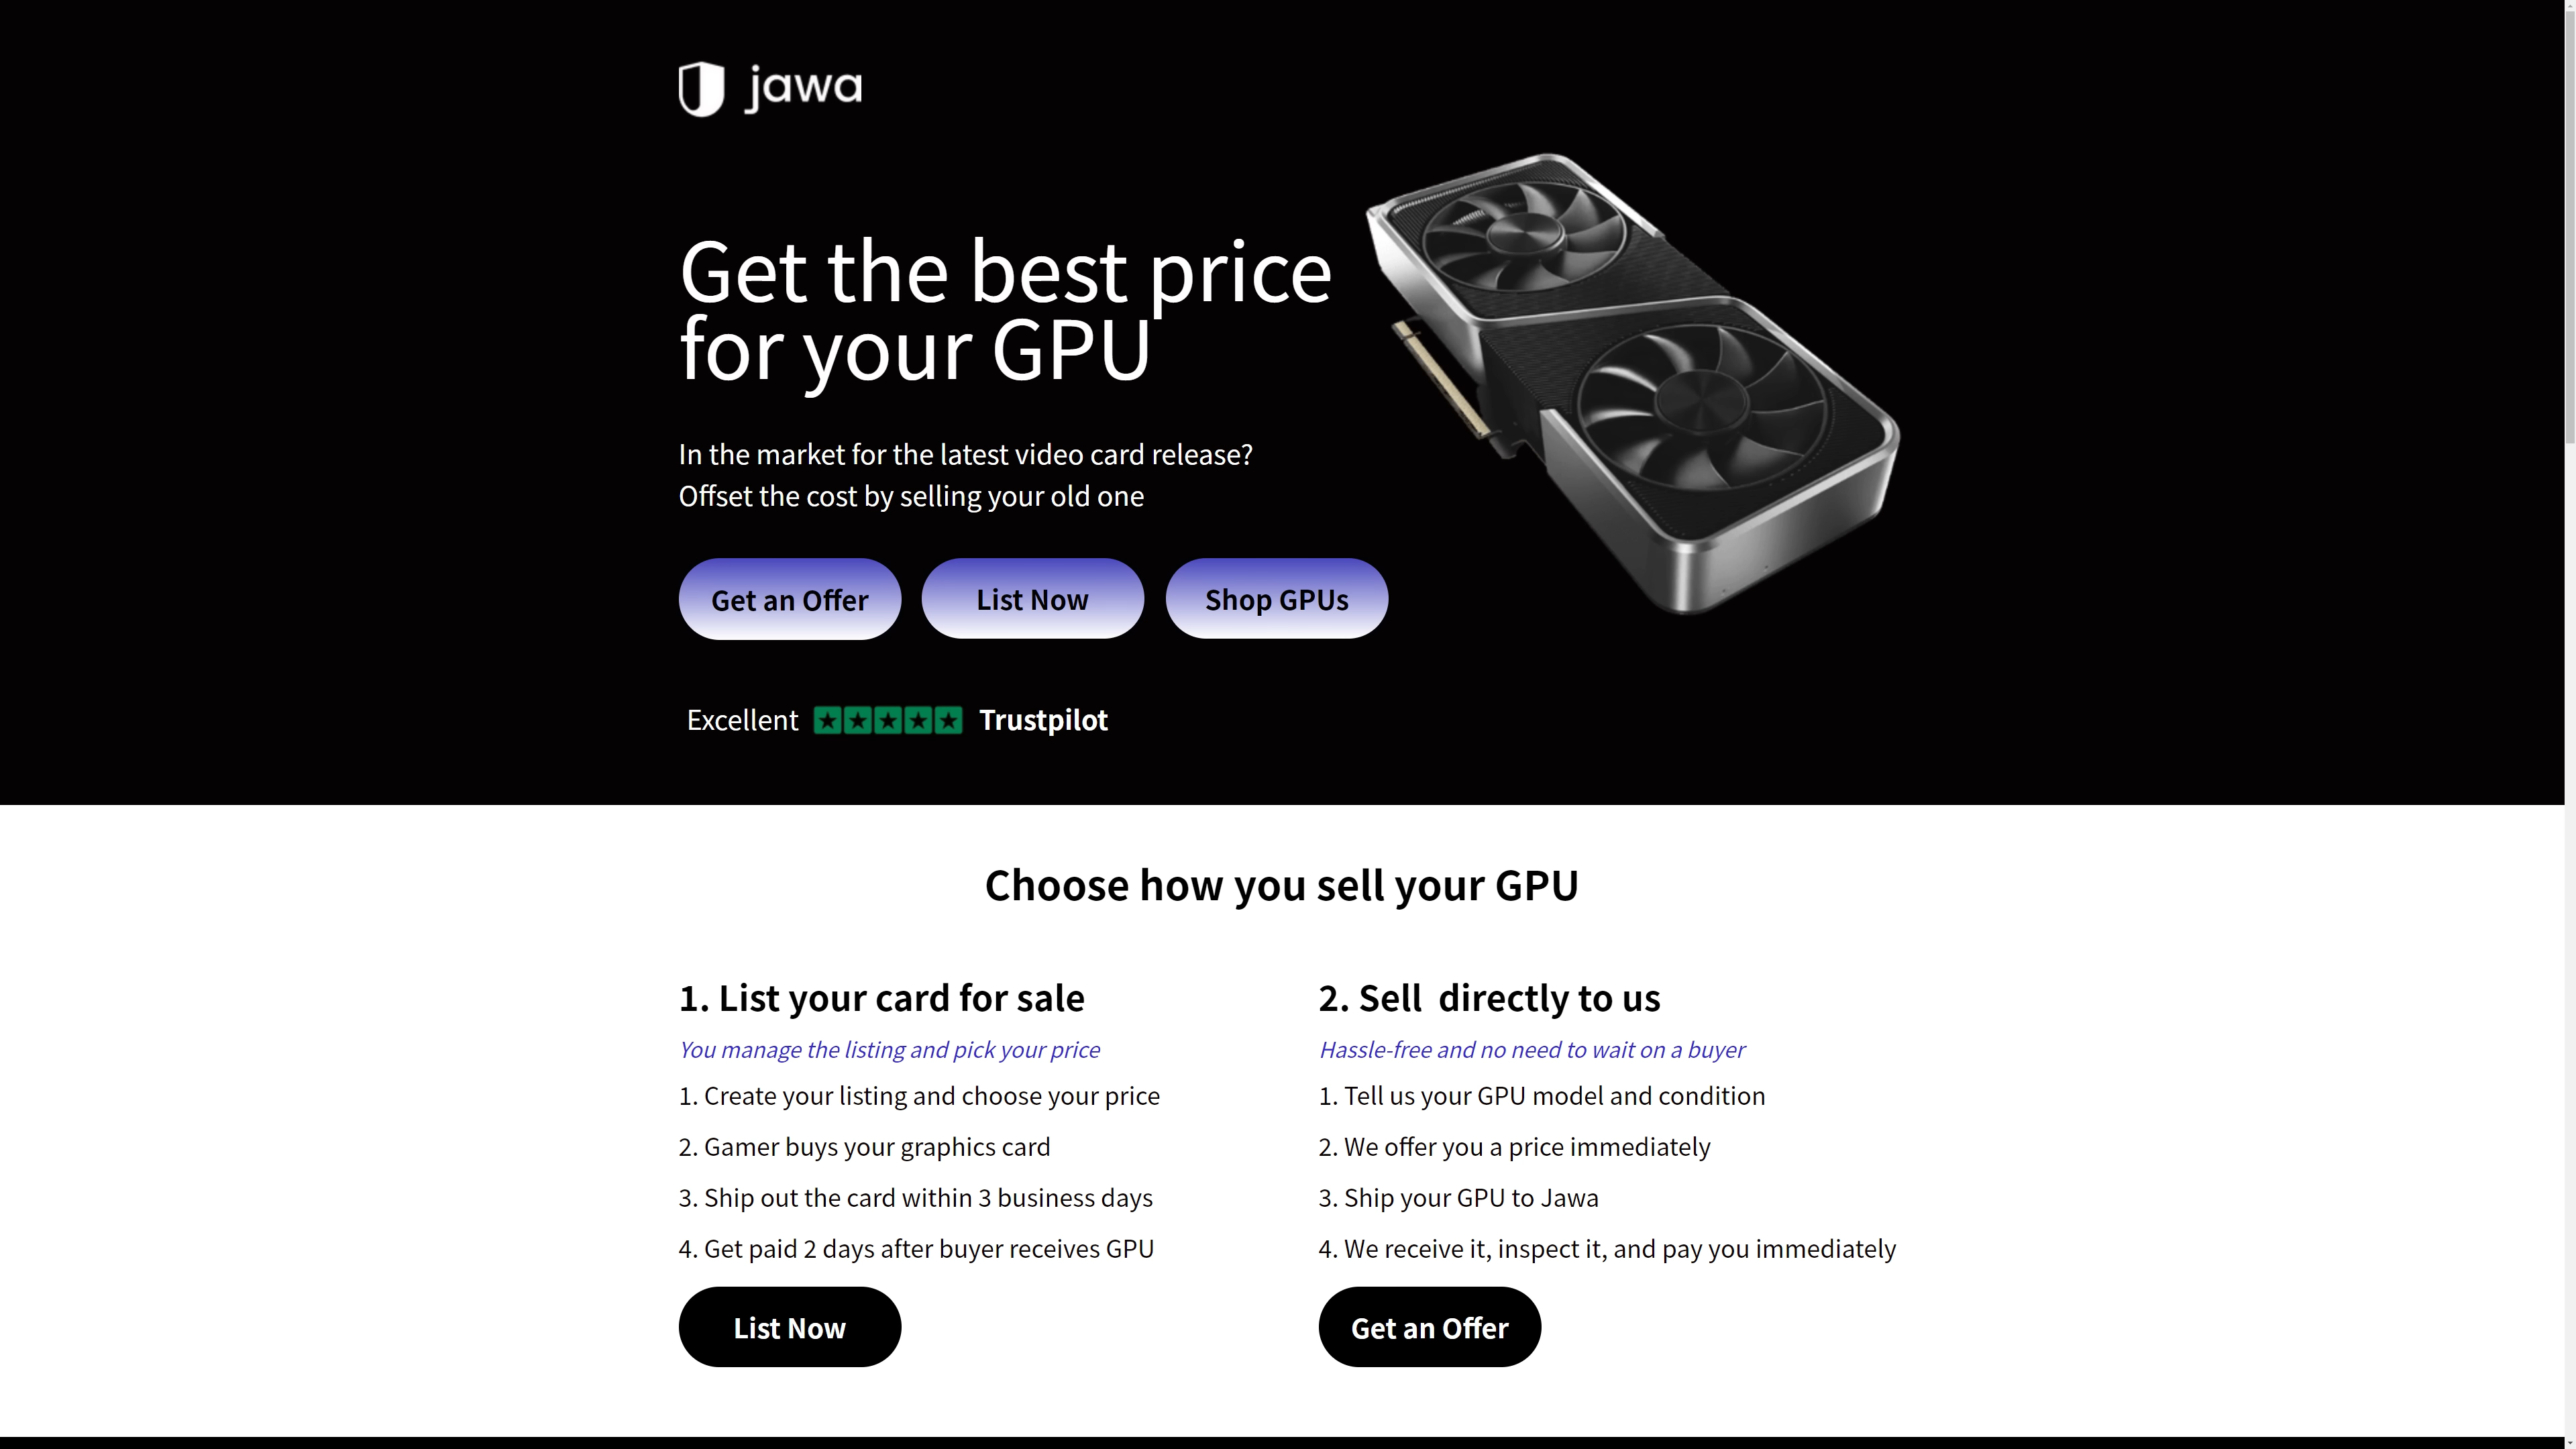 jawa
Get the best price
for your GPU
In the market for the latest video card release?
Offset the cost by selling your old one
Get an Offer
List Now
Shop GPUs
Excellent
Trustpilot
Choose how you sell your GPU
1. List your card for sale
You manage the listing and pick your price
1. Create your listing and choose your price
2. Gamer buys your graphics card
3. Ship out the card within 3 business days
4. Get paid 2 days after buyer receives GPU
List Now
2. Sell  directly to us
Hassle-free and no need to wait on a buyer
1. Tell us your GPU model and condition
2. We offer you a price immediately
3. Ship your GPU to Jawa
4. We receive it, inspect it, and pay you immediately
Get an Offer